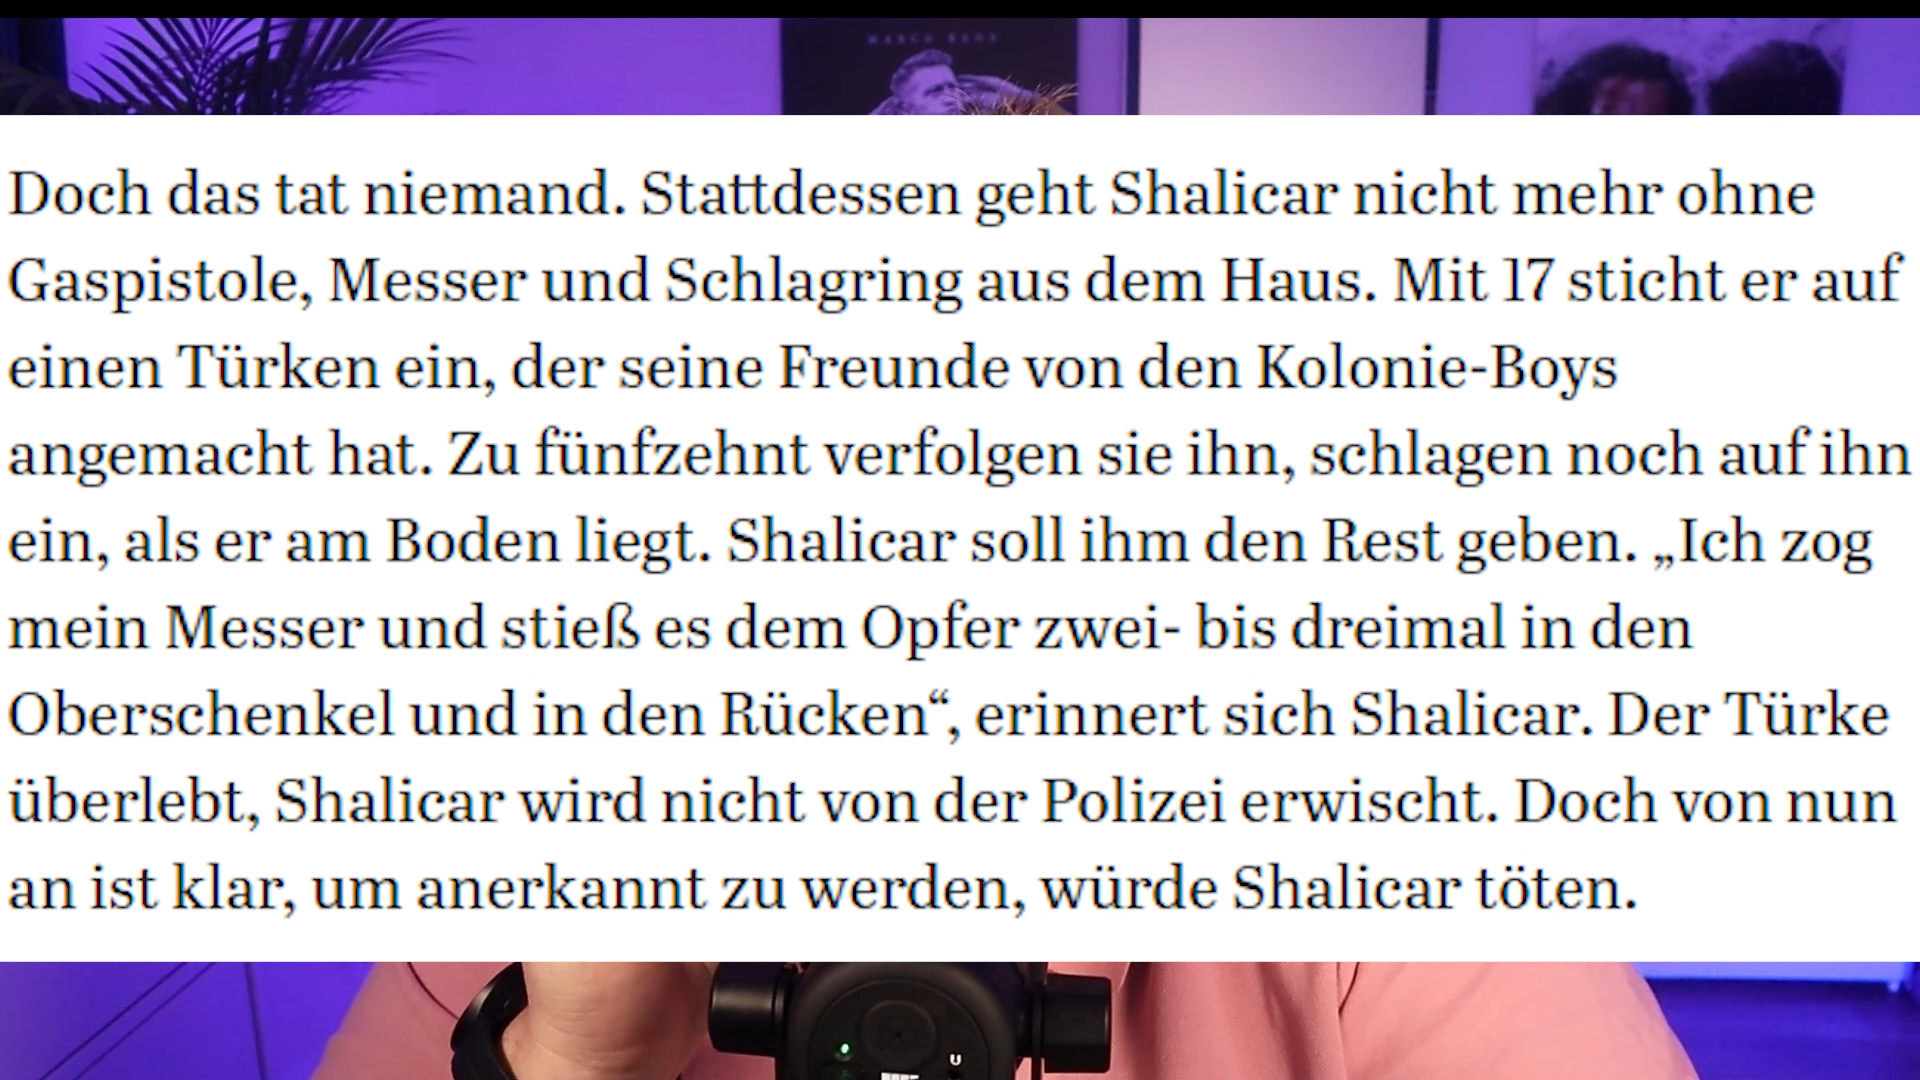 MARCO REUS
Doch das tat niemand. Stattdessen geht Shalicar nicht mehr ohne
Gaspistole, Messer und Schlagring aus dem Haus. Mit 17 sticht er auf
einen Türken ein, der seine Freunde von den Kolonie-Boys
angemacht hat. Zu fünfzehnt verfolgen sie ihn, schlagen noch auf ihn
ein, als er am Boden liegt. Shalicar soll ihm den Rest geben. „Ich zog
mein Messer und stieß es dem Opfer zwei- bis dreimal in den
Oberschenkel und in den Rücken“, erinnert sich Shalicar. Der Türke
überlebt, Shalicar wird nicht von der Polizei erwischt. Doch von nun
an ist klar, um anerkannt zu werden, würde Shalicar töten.